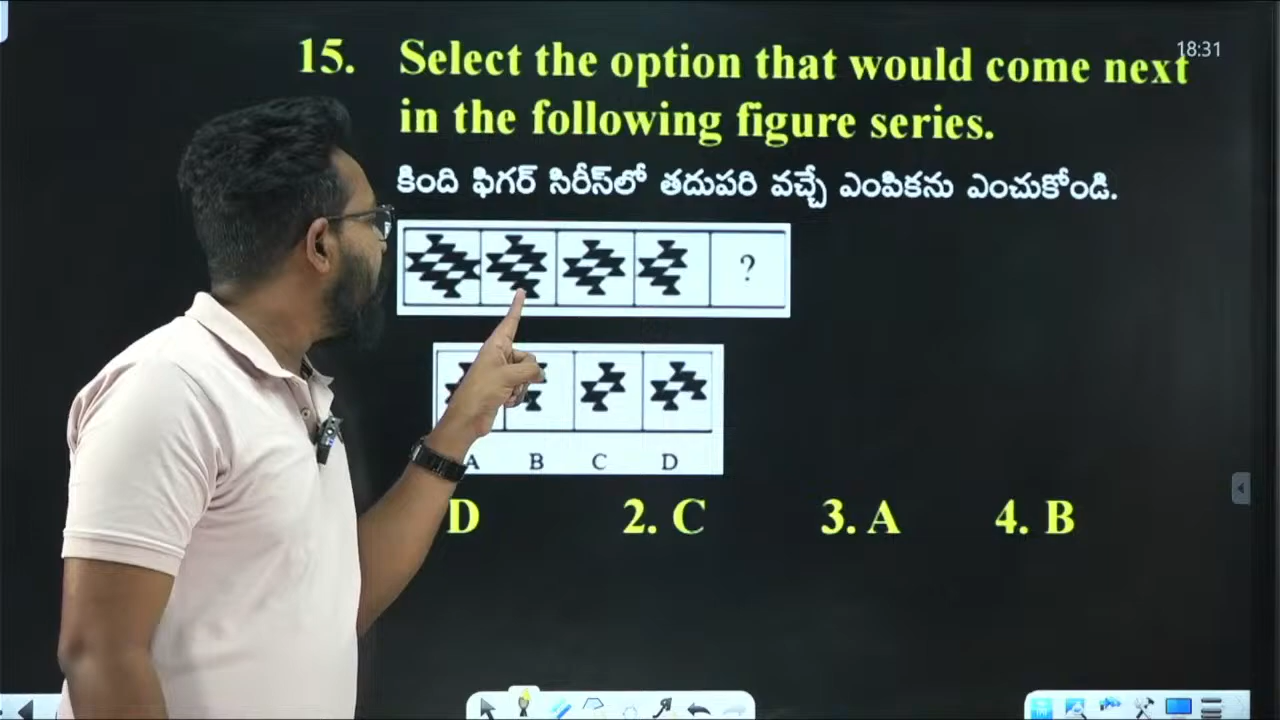 18:31
15. Select the option that would come next
in the following figure series.
కింది ఫిగర్ సిరీస్‌లో తదుపరి వచ్చే ఎంపికను ఎంచుకోండి.
?
A B C D
D 2. C 3. A 4. B